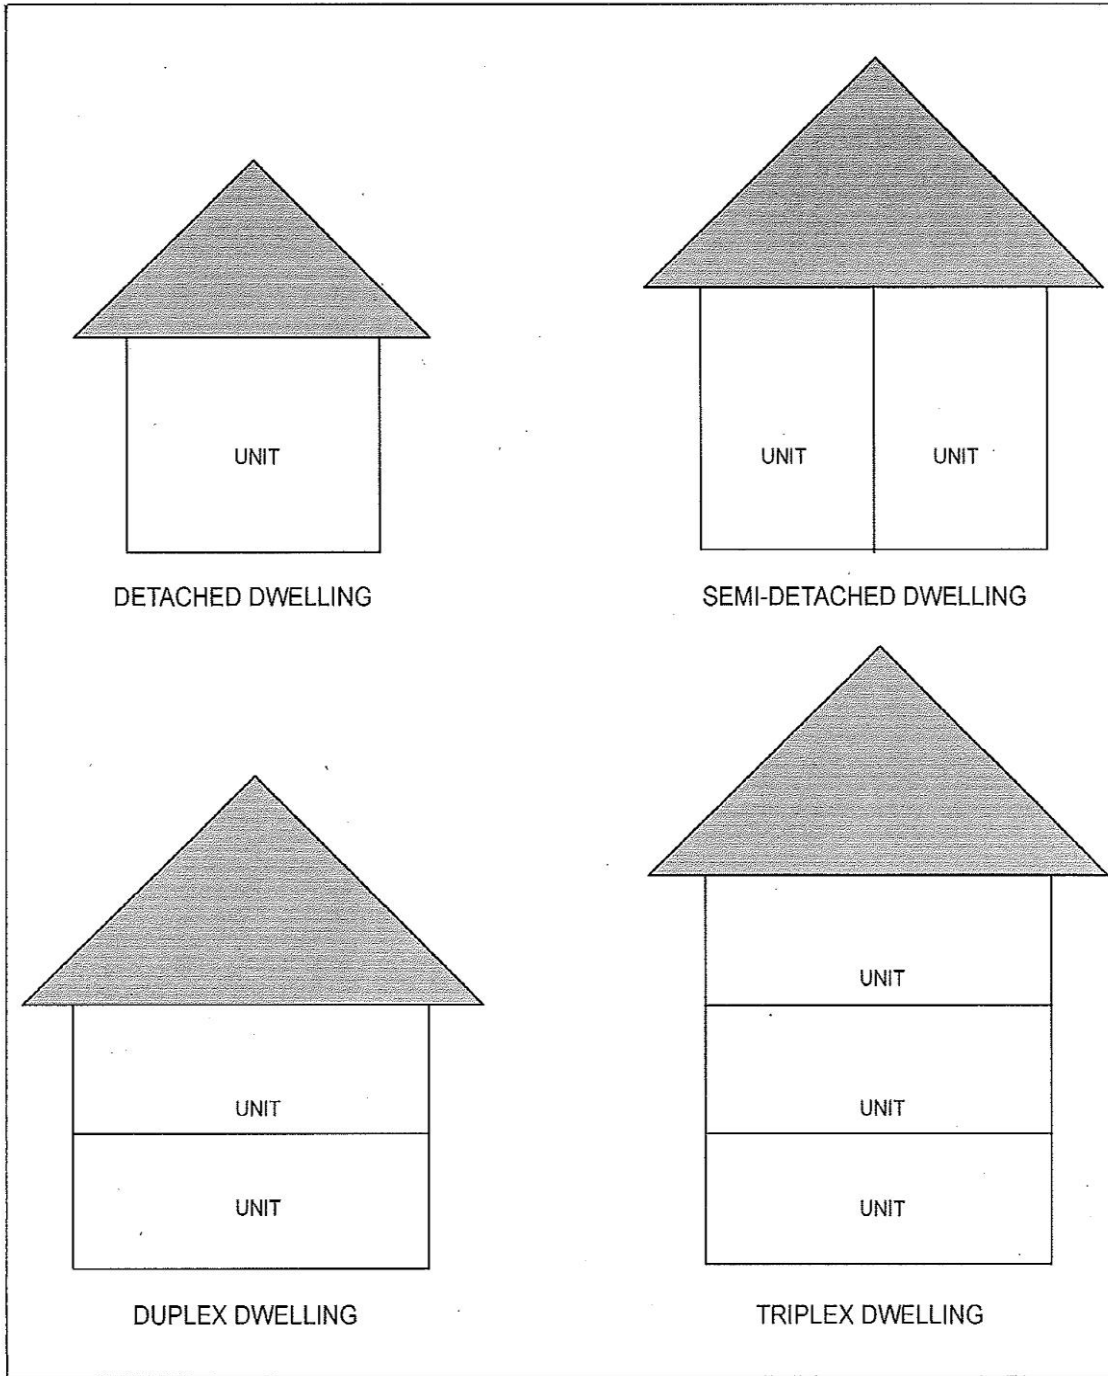 UNIT
UNIT
UNIT
DETACHED DWELLING
SEMI-DETACHED DWELLING
UNIT
UNIT
UNIT
UNIT
UNIT
DUPLEX DWELLING
TRIPLEX DWELLING